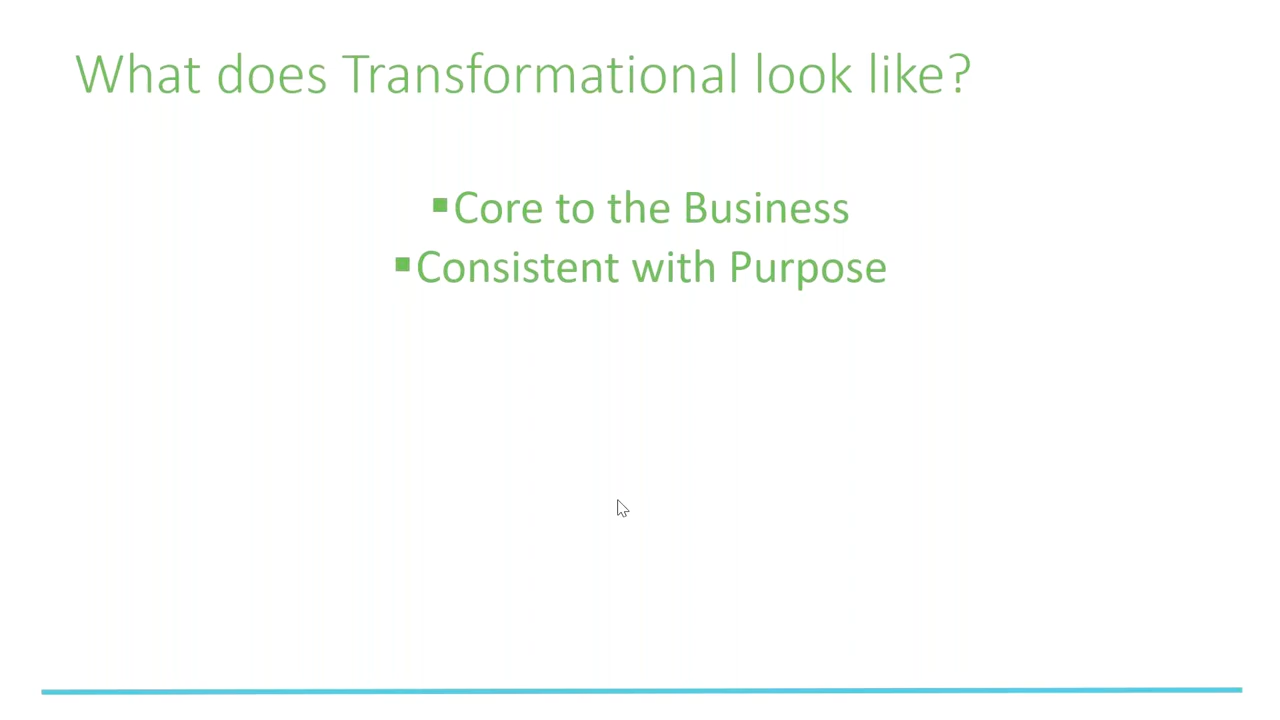 What does Transformational look like?
▪Core to the Business
▪Consistent with Purpose